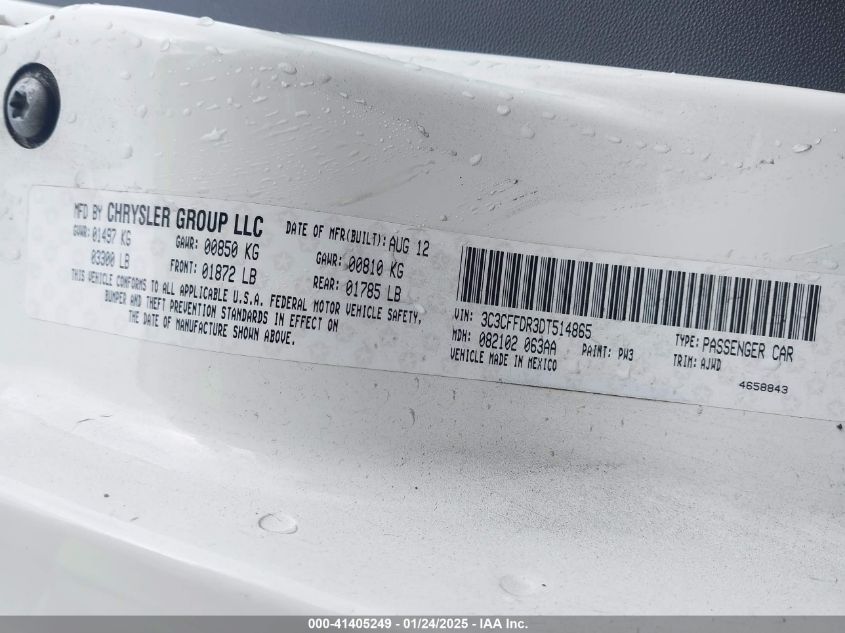 MFD BY CHRYSLER GROUP LLC
DATE OF MFR(BUILT): AUG 12
GVWR: 01497 KG GAWR: 00850 KG GAWR: 00810 KG
03300 LB FRONT: 01872 LB REAR: 01785 LB
THIS VEHICLE CONFORMS TO ALL APPLICABLE U.S.A. FEDERAL MOTOR VEHICLE SAFETY,
BUMPER AND THEFT PREVENTION STANDARDS IN EFFECT ON
THE DATE OF MANUFACTURE SHOWN ABOVE.
VIN: 3C3CFFDR3DT514865 TYPE: PASSENGER CAR
MDH: 082102 063AA PAINT: PW3 TRIM: AJWD
VEHICLE MADE IN MEXICO
4658843
000-41405249 - 01/24/2025 - IAA Inc.